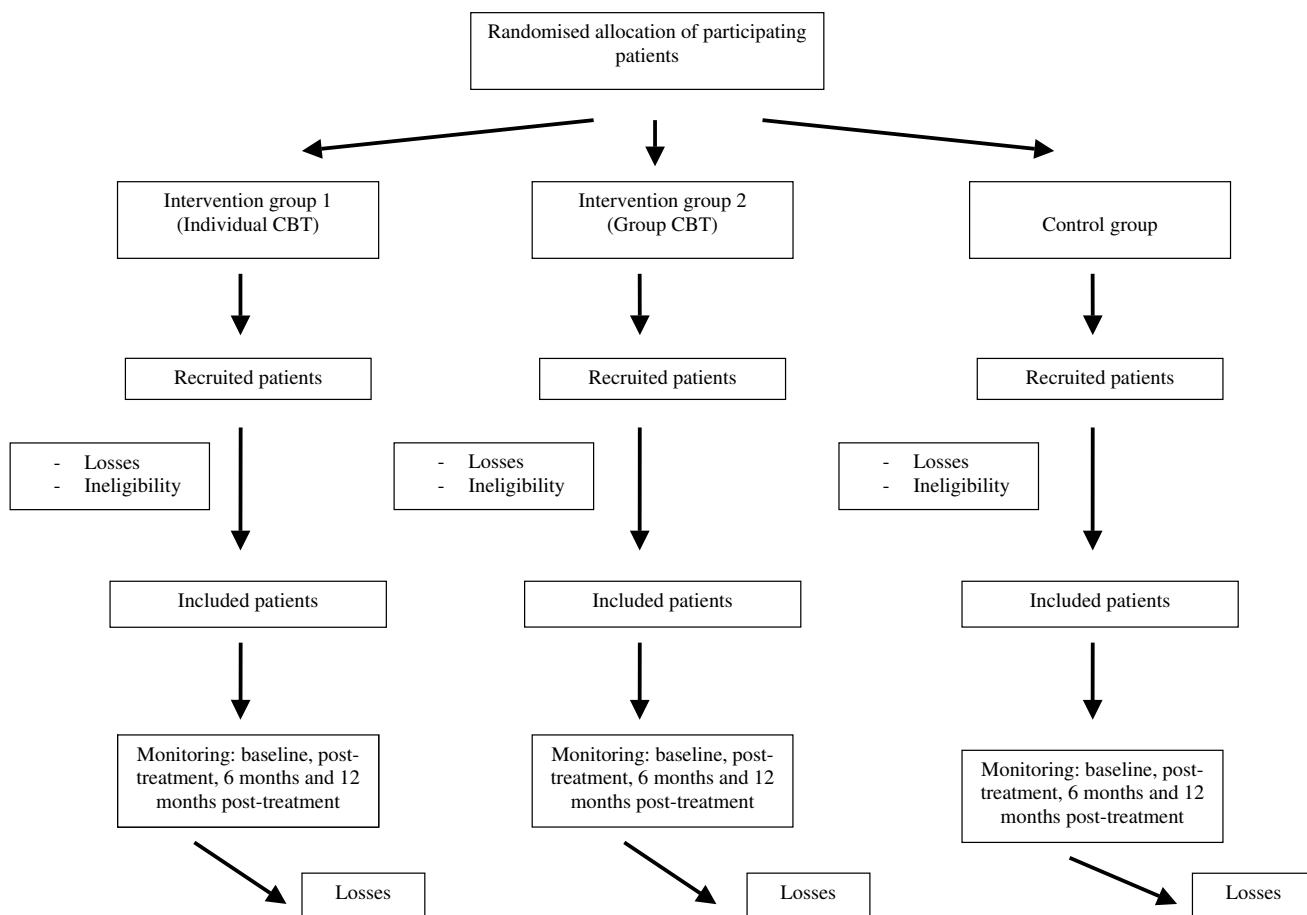 Randomised allocation of participating
patients
Intervention group 1
(Individual CBT)
Intervention group 2
(Group CBT)
Control group
Recruited patients
Recruited patients
Recruited patients
- Losses
- Ineligibility
- Losses
- Ineligibility
- Losses
- Ineligibility
Included patients
Included patients
Included patients
Monitoring: baseline, post-
treatment, 6 months and 12
months post-treatment
Monitoring: baseline, post-
treatment, 6 months and 12
months post-treatment
Monitoring: baseline, post-
treatment, 6 months and 12
months post-treatment
Losses
Losses
Losses